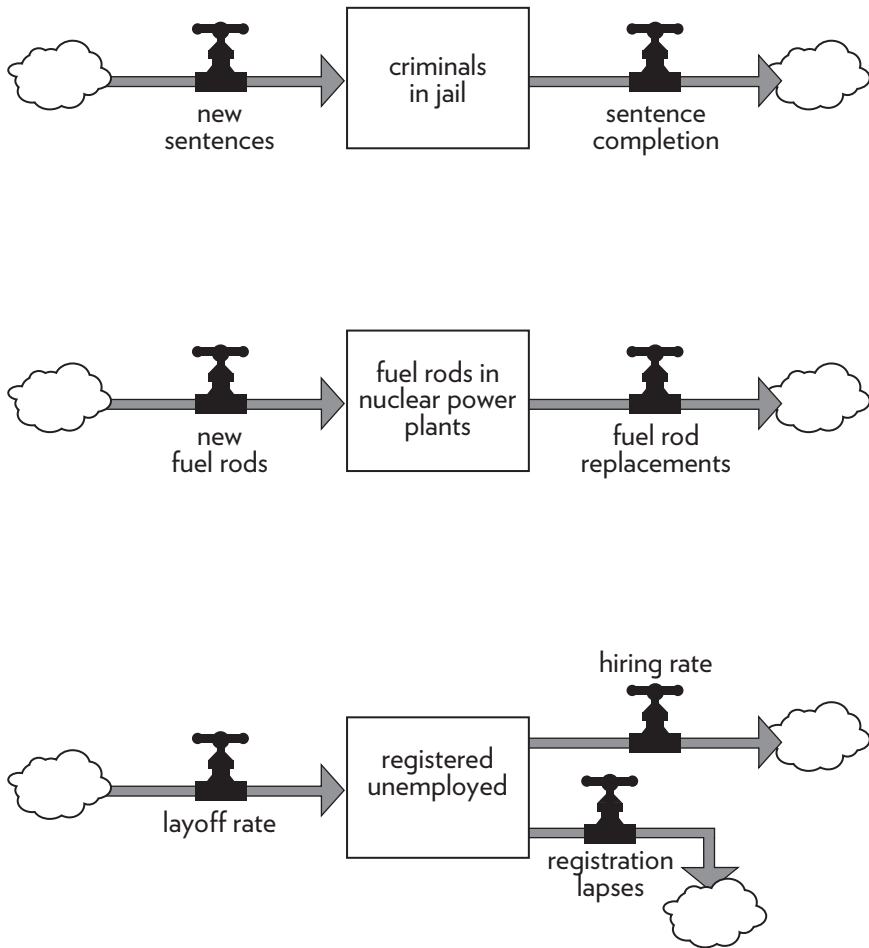 criminals
in jail
new
sentences
sentence
completion
fuel rods in
nuclear power
plants
new
fuel rods
fuel rod
replacements
hiring rate
registered
unemployed
layoff rate
registration
lapses